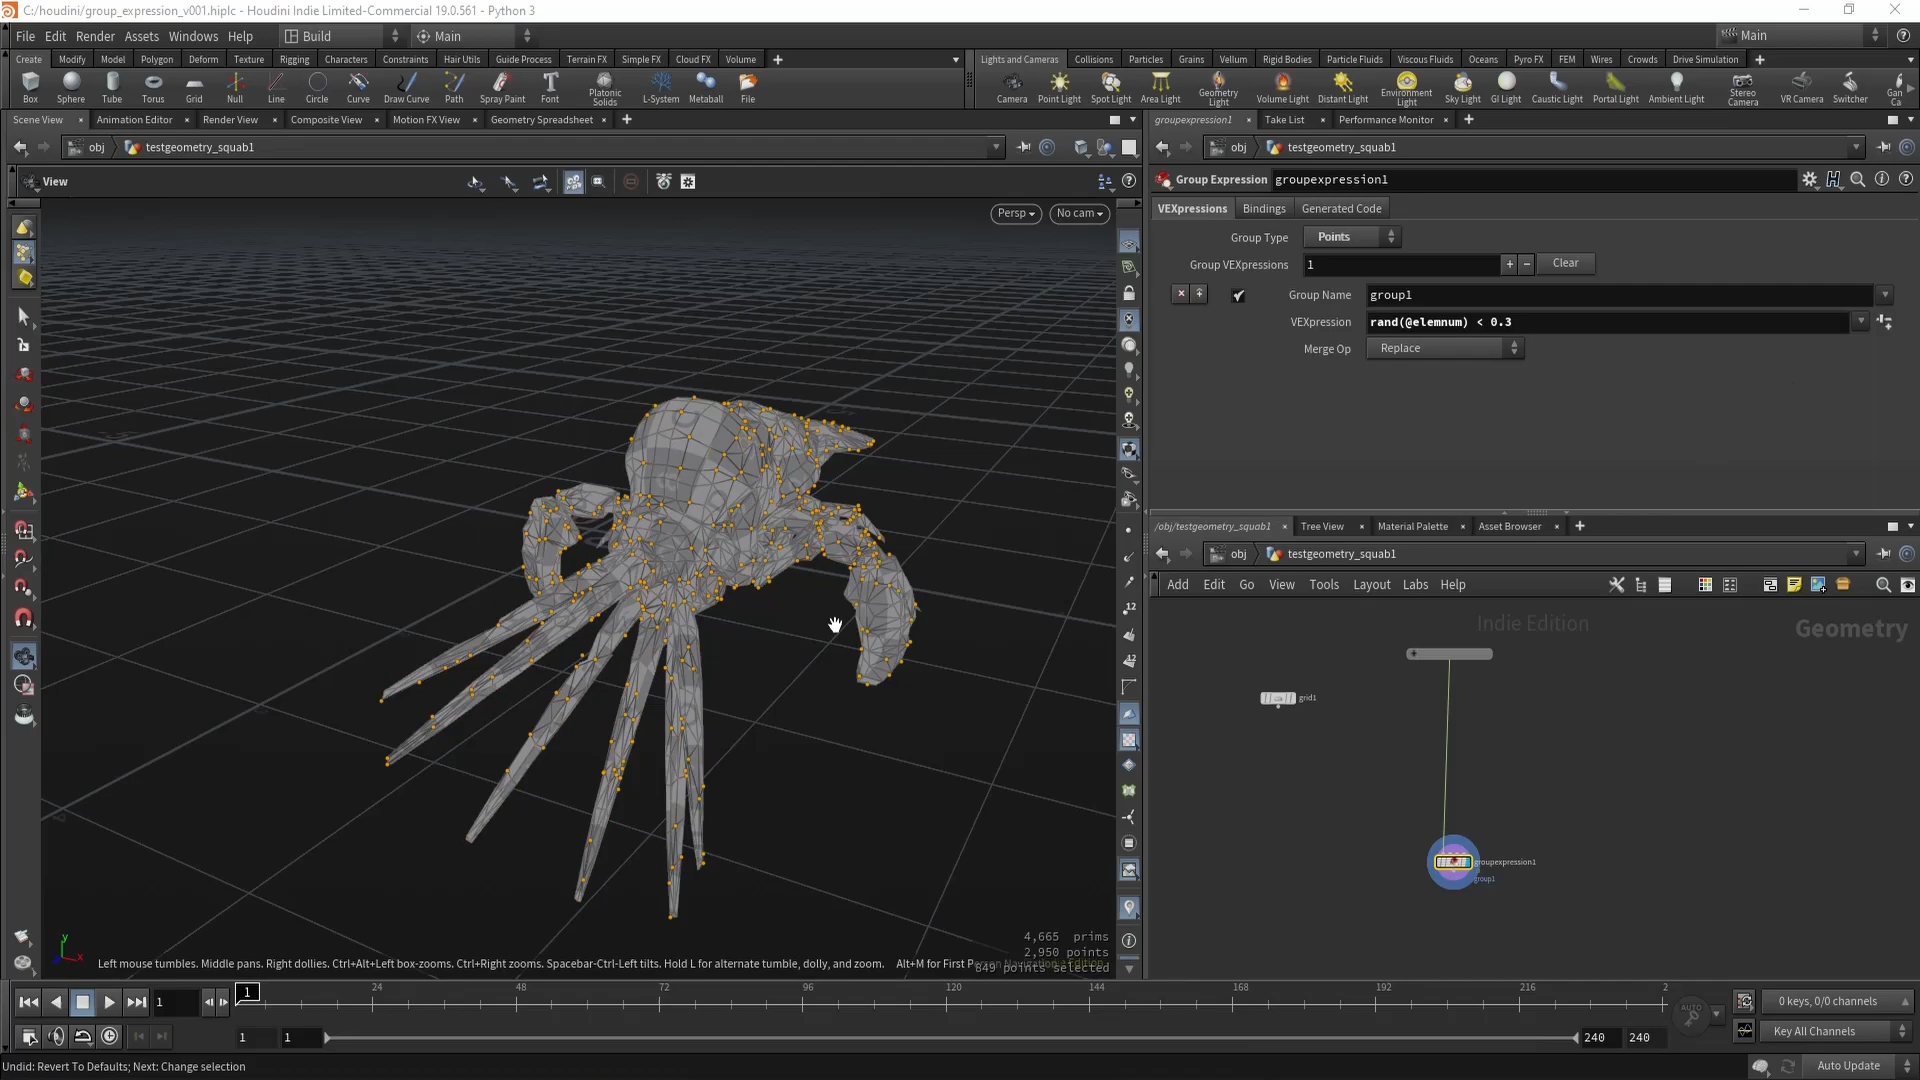 C:/houdini/group_expression_v001.hiplc - Houdini Indie Limited-Commercial 19.0.561 - Python 3
File Edit Render Assets Windows Help Build Main Main
Create Modify Model Polygon Deform Texture Rigging Characters Constraints Hair Utils Guide Process Terrain FX Simple FX Cloud FX Volume
Lights and Cameras Collisions Particles Grains Vellum Rigid Bodies Particle Fluids Viscous Fluids Oceans Pyro FX FEM Wires Crowds Drive Simulation
Box Sphere Tube Torus Grid Null Line Circle Curve Draw Curve Path Spray Paint Font Platonic Solids L-System Metaball File
Camera Point Light Spot Light Area Light Geometry Light Volume Light Distant Light Environment Light Sky Light GI Light Caustic Light Portal Light Ambient Light Stereo Camera VR Camera Switcher Gan Ca
Scene View Animation Editor Render View Composite View Motion FX View Geometry Spreadsheet
groupexpression1 Take List Performance Monitor
obj testgeometry_squab1
obj testgeometry_squab1
View
Group Expression groupexpression1
Persp No cam
VEXpressions Bindings Generated Code
Group Type Points
Group VEXpressions 1 Clear
Group Name group1
VEXpression rand(@elemnum) < 0.3
Merge Op Replace
/obj/testgeometry_squab1 Tree View Material Palette Asset Browser
obj testgeometry_squab1
Add Edit Go View Tools Layout Labs Help
Indie Edition
Geometry
grid1
groupexpression1
group1
12
12
4,665 prims
2,950 points
849 points selected
Left mouse tumbles. Middle pans. Right dollies. Ctrl+Alt+Left box-zooms. Ctrl+Right zooms. Spacebar-Ctrl-Left tilts. Hold L for alternate tumble, dolly, and zoom. Alt+M for First Person Navigation.
y
x
1 1 24 48 72 96 120 144 168 192 216 2
AUTO
0 keys, 0/0 channels
1 1 240 240
Key All Channels
Undid: Revert To Defaults; Next: Change selection
Auto Update